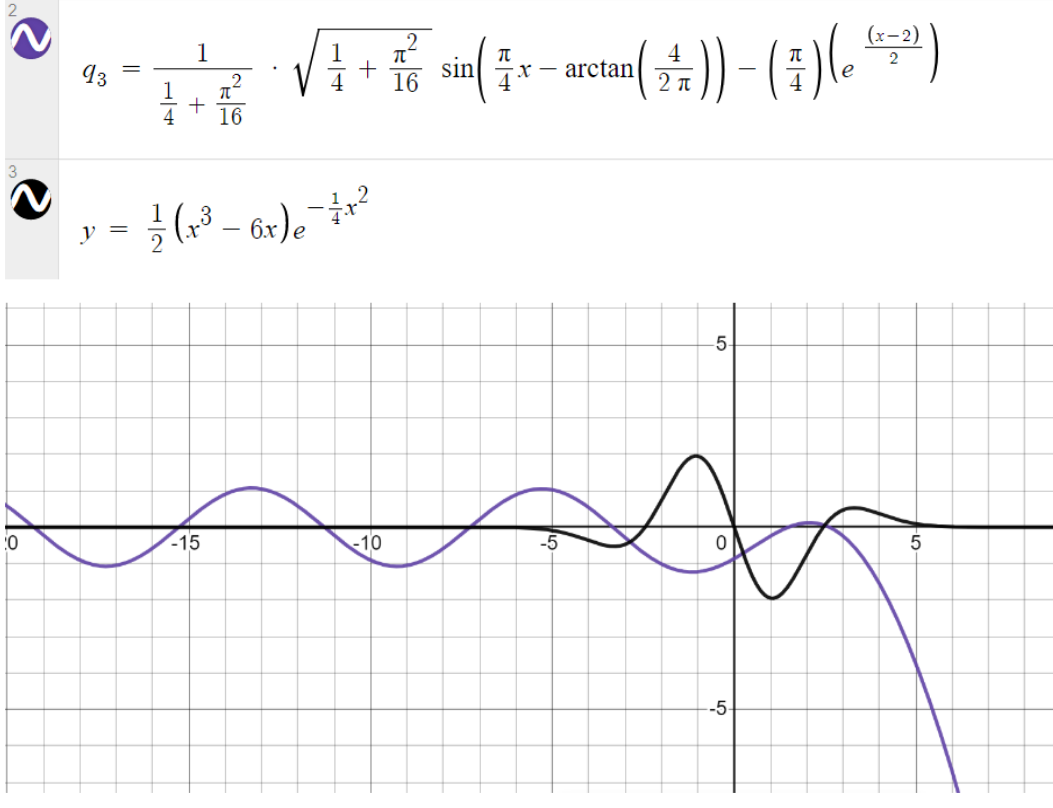 2
q₃ = 1/(1/4 + π²/16) · √(1/4 + π²/16) sin(π/4 x − arctan(4/(2π))) − (π/4)(e^((x−2)/2))
3
y = 1/2 (x³ − 6x)e^(−1/4 x²)
5
:0 -15 -10 -5 0 5
-5